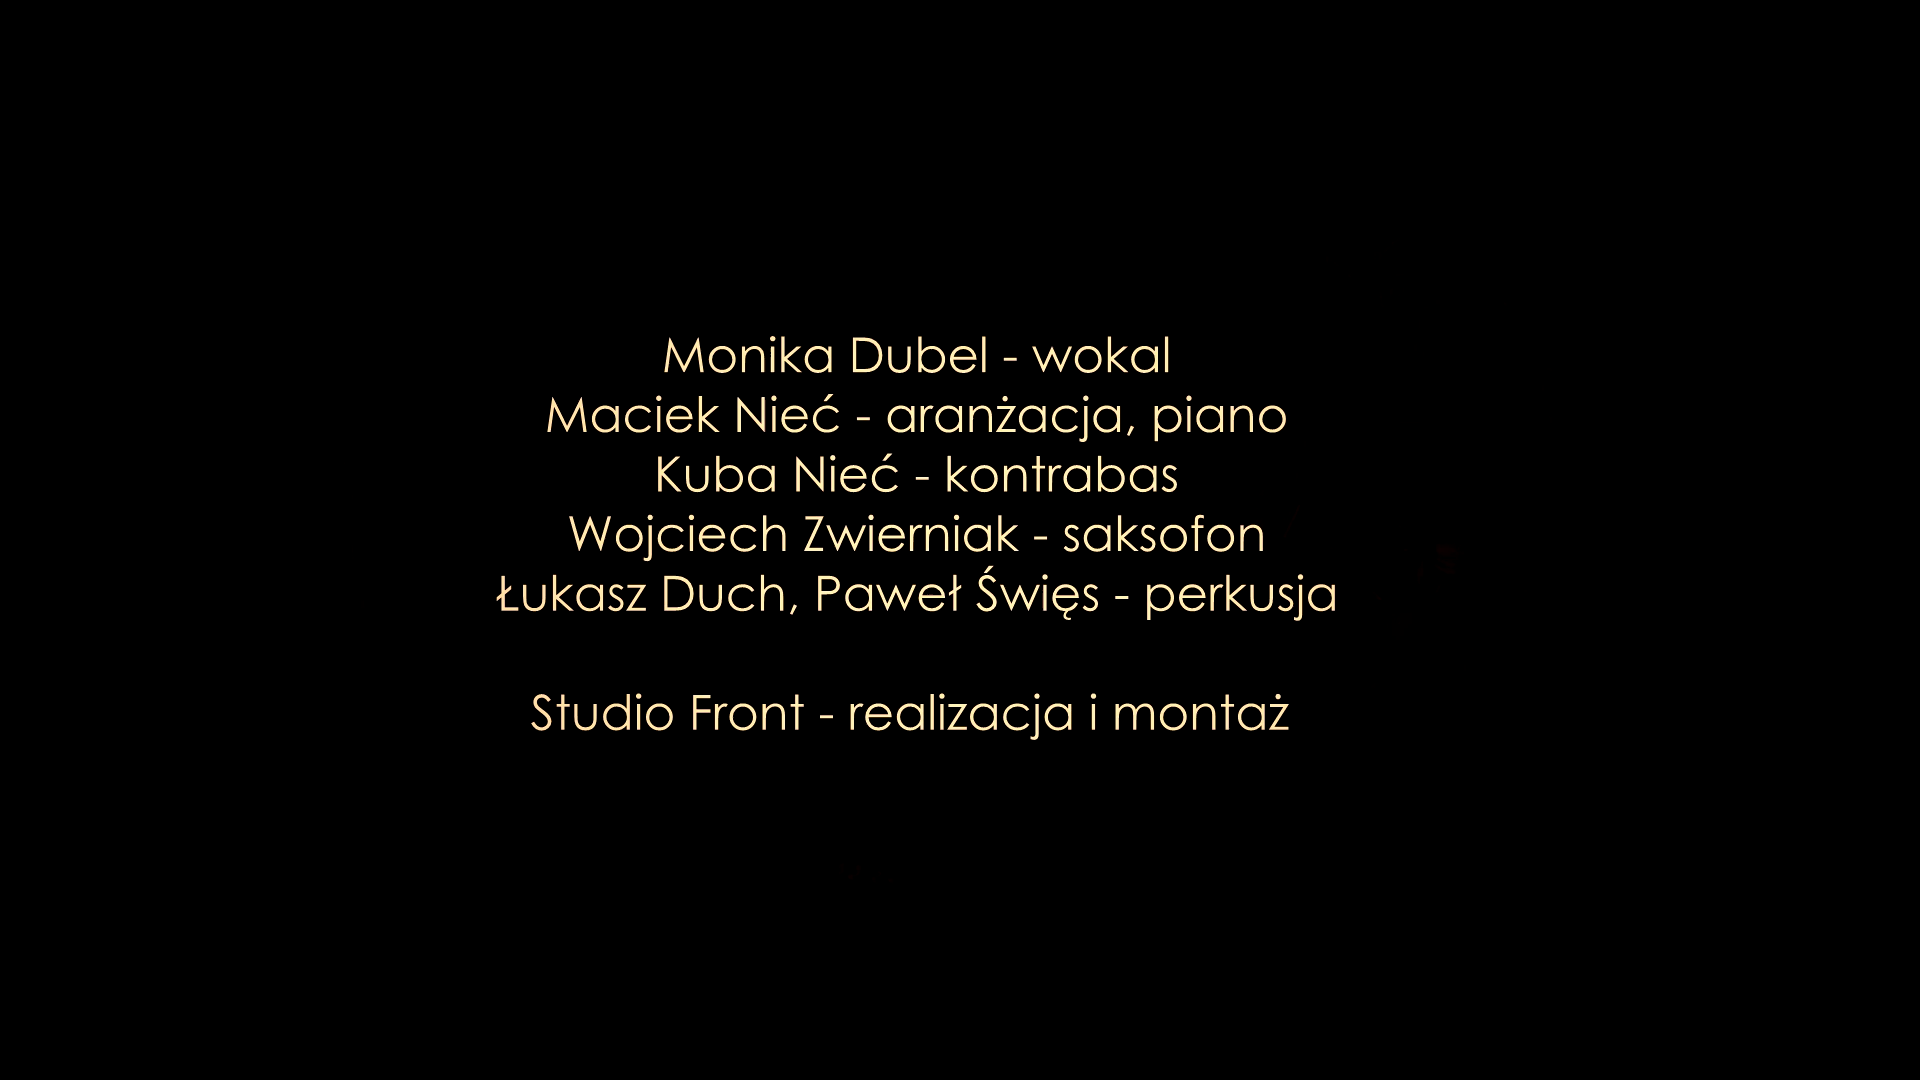 Monika Dubel - wokal
Maciek Nieć - aranżacja, piano
Kuba Nieć - kontrabas
Wojciech Zwierniak - saksofon
Łukasz Duch, Paweł Święs - perkusja
Studio Front - realizacja i montaż